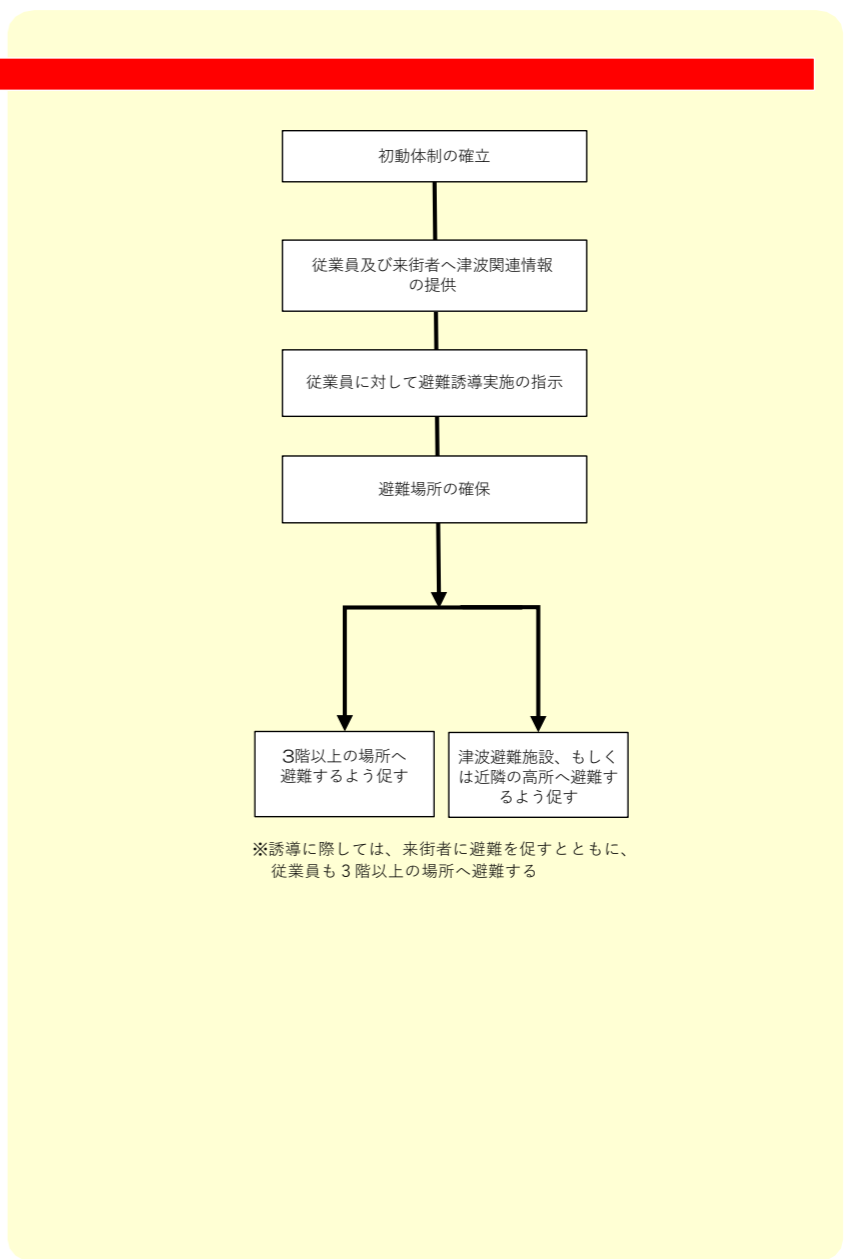 初動体制の確立
従業員及び来街者へ津波関連情報
の提供
従業員に対して避難誘導実施の指示
避難場所の確保
3階以上の場所へ
避難するよう促す
津波避難施設、もしく
は近隣の高所へ避難す
るよう促す
※誘導に際しては、来街者に避難を促すとともに、
従業員も3階以上の場所へ避難する